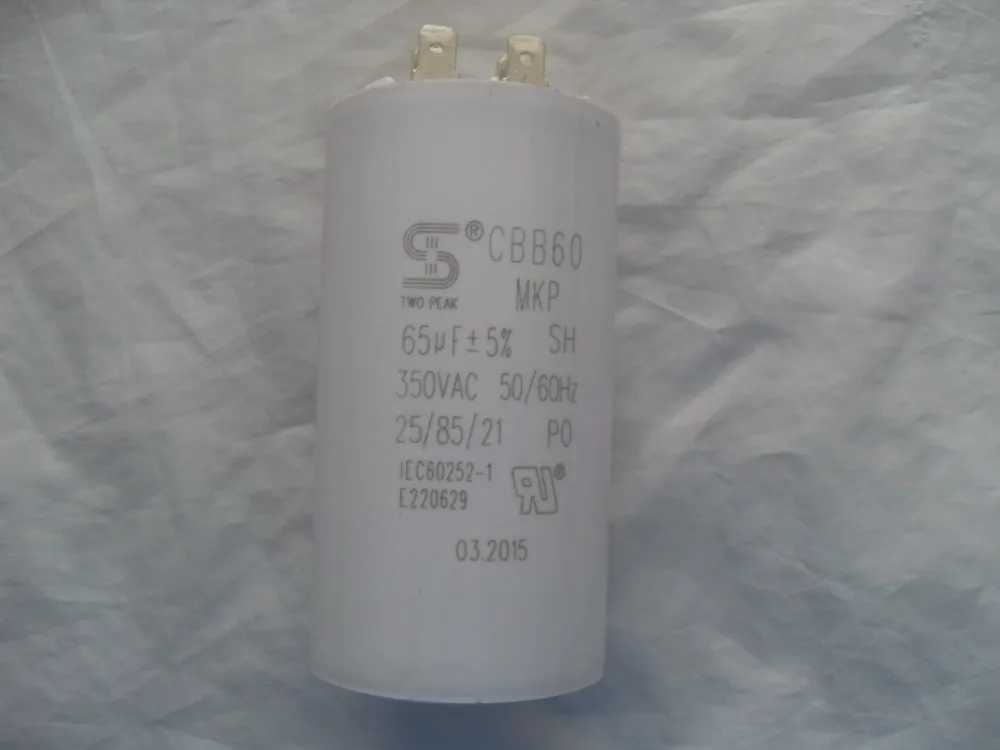 ® CBB60
TWO PEAK MKP
65μF±5% SH
350VAC 50/60Hz
25/85/21 P0
IEC60252-1
E220629 RU®
03.2015